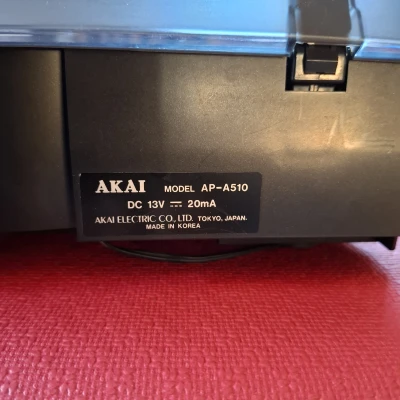 AKAI MODEL AP-A510
DC 13V ⎓ 20mA
AKAI ELECTRIC CO., LTD. TOKYO, JAPAN.
MADE IN KOREA